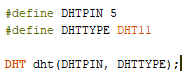 #define DHTPIN 5
#define DHTTYPE DHT11
DHT dht(DHTPIN, DHTTYPE);